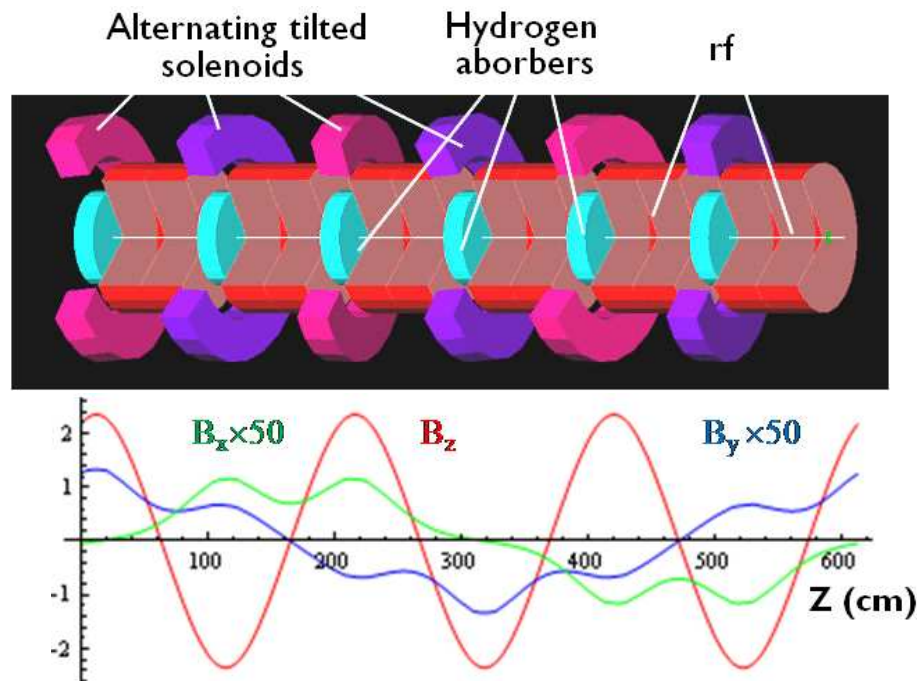 Alternating tilted
solenoids
Hydrogen
aborbers
rf
2
1
-1
-2
Bx×50
Bz
By×50
100
200
300
400
500
600
Z (cm)